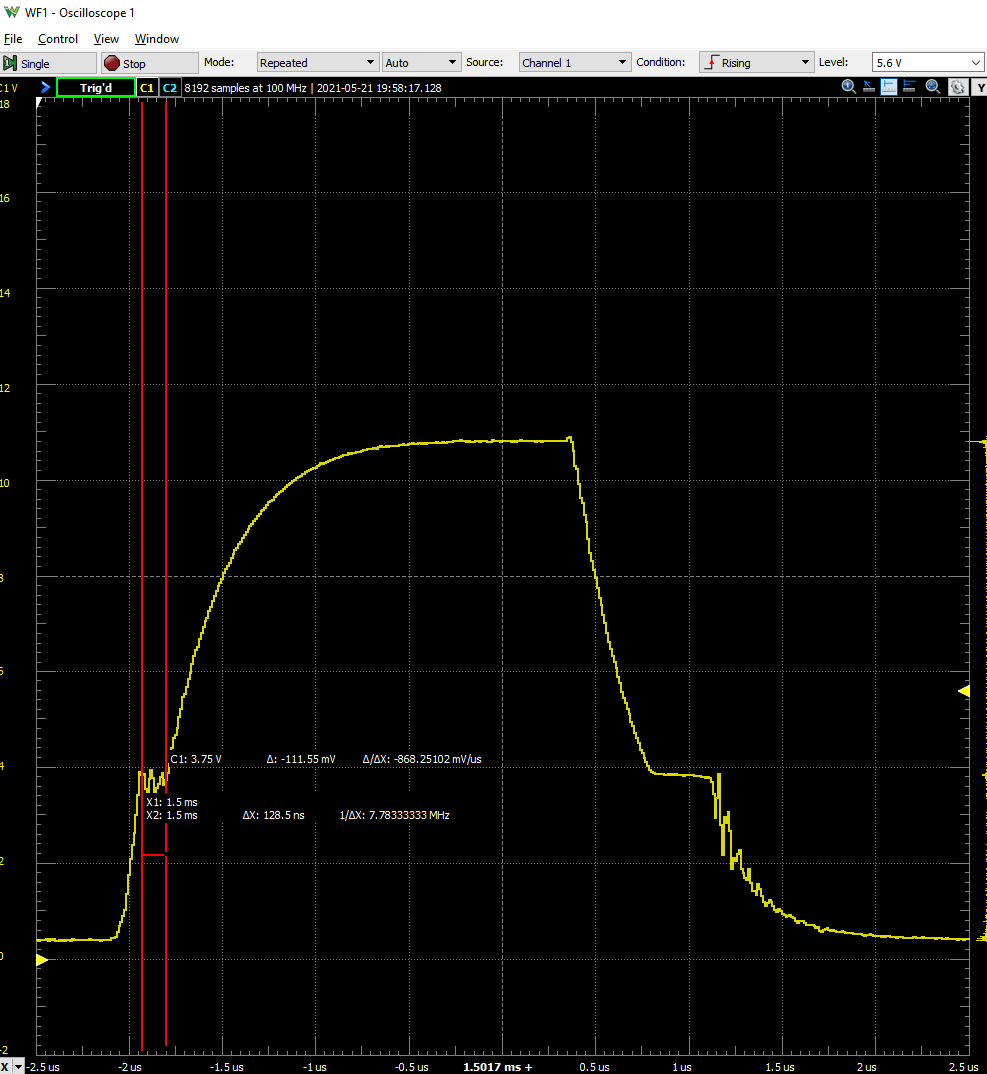 WF1 - Oscilloscope 1
File Control View Window
Single Stop Mode: Repeated Auto Source: Channel 1 Condition: Rising Level: 5.6 V
C1 V Trig'd C1 C2 8192 samples at 100 MHz | 2021-05-21 19:58:17.128 Y
18
16
14
12
10
8
6
C1: 3.75 V Δ: -111.55 mV Δ/ΔX: -868.25102 mV/us
4
X1: 1.5 ms
X2: 1.5 ms ΔX: 128.5 ns 1/ΔX: 7.78333333 MHz
2
0
-2
X -2.5 us -2 us -1.5 us -1 us -0.5 us 1.5017 ms + 0.5 us 1 us 1.5 us 2 us 2.5 us